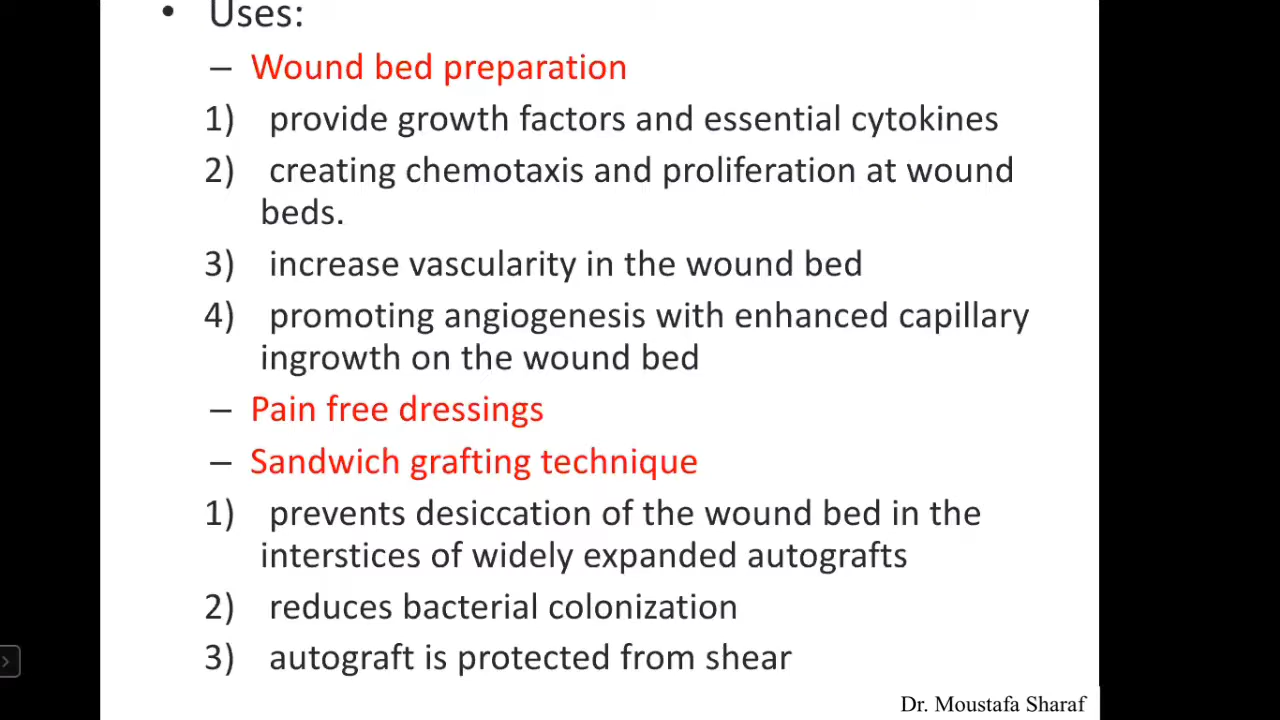 • Uses:
– Wound bed preparation
1) provide growth factors and essential cytokines
2) creating chemotaxis and proliferation at wound
beds.
3) increase vascularity in the wound bed
4) promoting angiogenesis with enhanced capillary
ingrowth on the wound bed
– Pain free dressings
– Sandwich grafting technique
1) prevents desiccation of the wound bed in the
interstices of widely expanded autografts
2) reduces bacterial colonization
3) autograft is protected from shear
Dr. Moustafa Sharaf